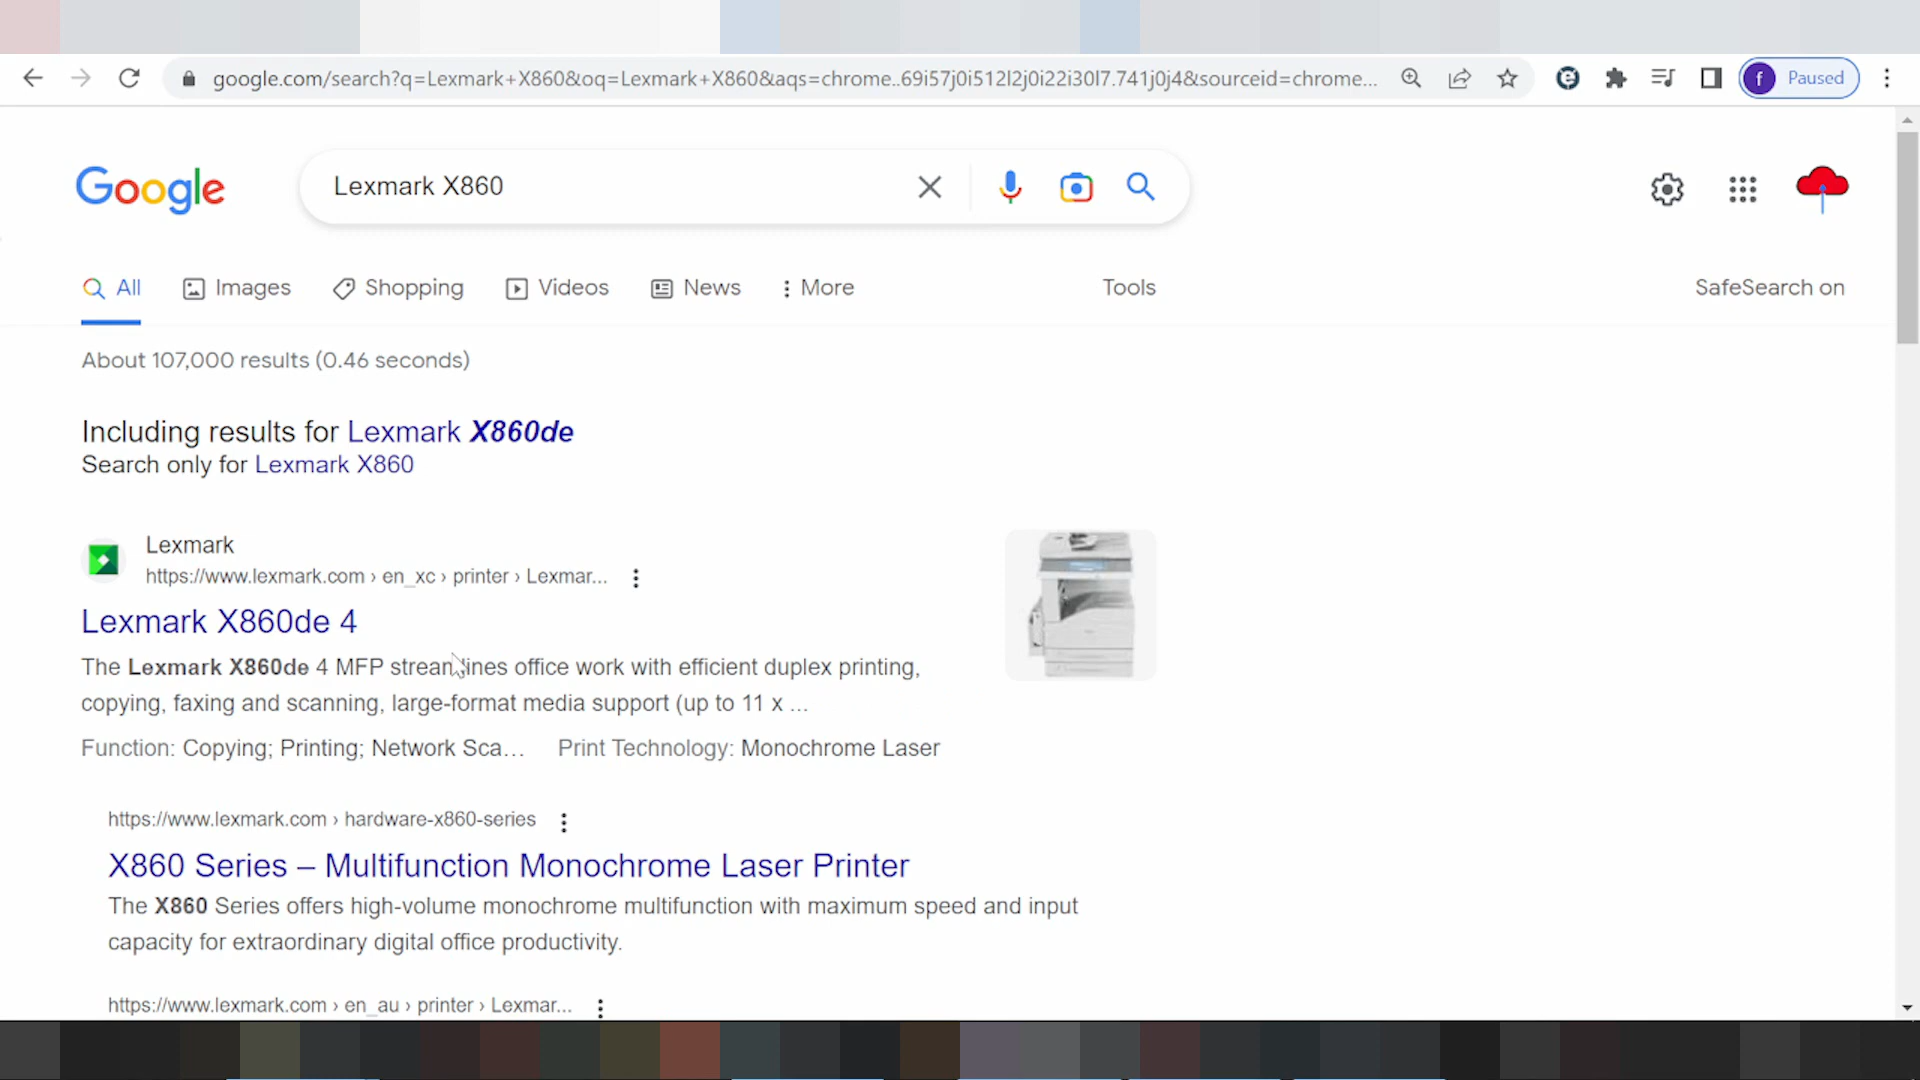 google.com/search?q=Lexmark+X860&oq=Lexmark+X860&aqs=chrome..69i57j0i512l2j0i22i30l7.741j0j4&sourceid=chrome...
f Paused
Google
Lexmark X860
All Images Shopping Videos News More Tools SafeSearch on
About 107,000 results (0.46 seconds)
Including results for Lexmark X860de
Search only for Lexmark X860
Lexmark
https://www.lexmark.com › en_xc › printer › Lexmar...
Lexmark X860de 4
The Lexmark X860de 4 MFP streamlines office work with efficient duplex printing,
copying, faxing and scanning, large-format media support (up to 11 x ...
Function: Copying; Printing; Network Sca... Print Technology: Monochrome Laser
https://www.lexmark.com › hardware-x860-series
X860 Series – Multifunction Monochrome Laser Printer
The X860 Series offers high-volume monochrome multifunction with maximum speed and input
capacity for extraordinary digital office productivity.
https://www.lexmark.com › en_au › printer › Lexmar...